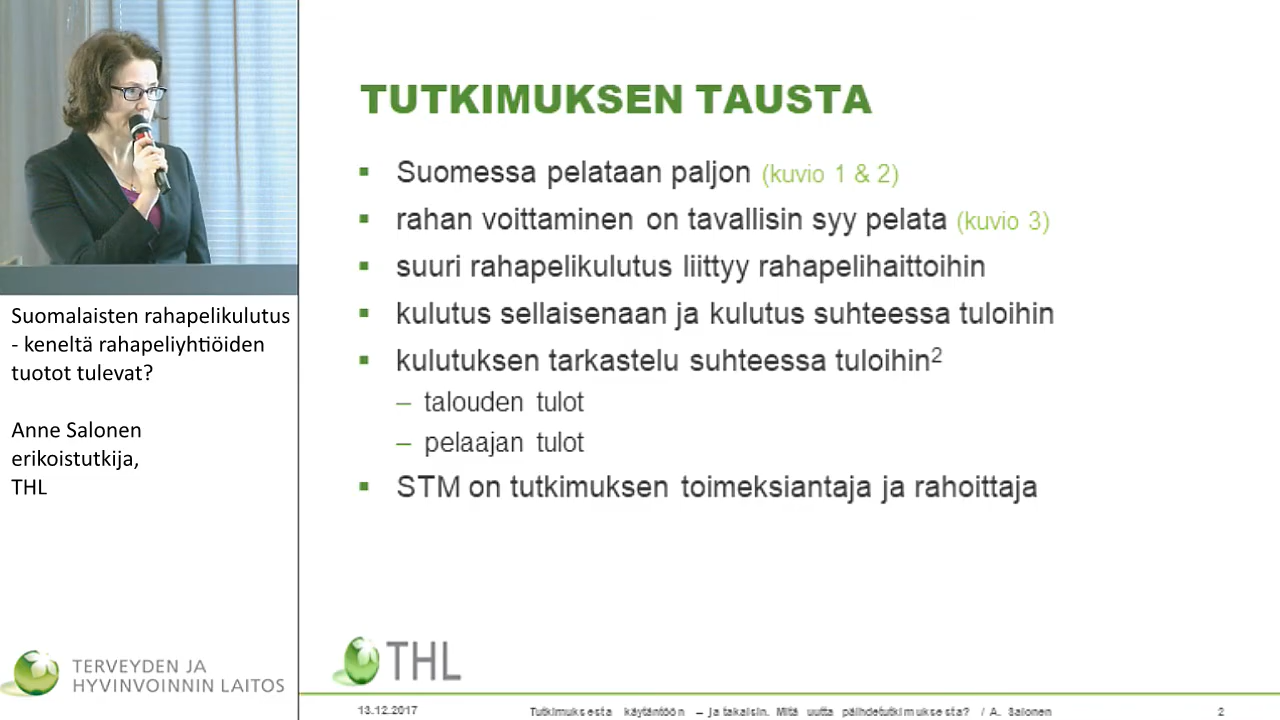 TUTKIMUKSEN TAUSTA
▪ Suomessa pelataan paljon (kuvio 1 & 2)
▪ rahan voittaminen on tavallisin syy pelata (kuvio 3)
▪ suuri rahapelikulutus liittyy rahapelihaittoihin
▪ kulutus sellaisenaan ja kulutus suhteessa tuloihin
▪ kulutuksen tarkastelu suhteessa tuloihin²
– talouden tulot
– pelaajan tulot
▪ STM on tutkimuksen toimeksiantaja ja rahoittaja
Suomalaisten rahapelikulutus
- keneltä rahapeliyhtiöiden
tuotot tulevat?
Anne Salonen
erikoistutkija,
THL
TERVEYDEN JA
HYVINVOINNIN LAITOS
THL
13.12.2017
Tutkimuksesta käytäntöön – ja takaisin. Mitä uutta päihdetutkimuksesta? / A. Salonen
2